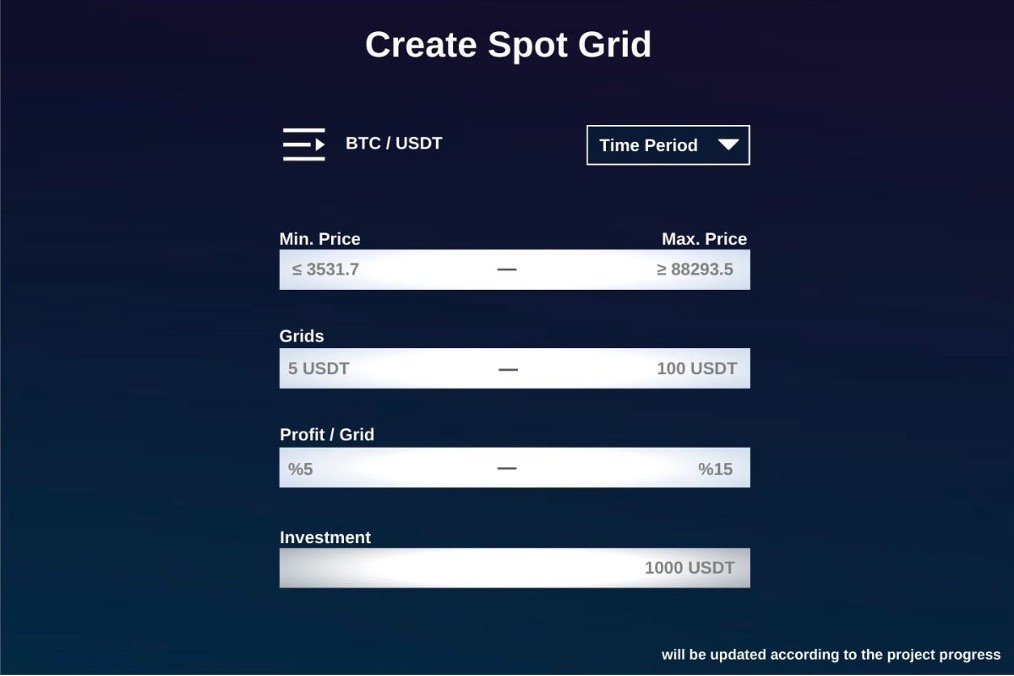 Create Spot Grid
BTC / USDT
Time Period
Min. Price
Max. Price
≤ 3531.7 — ≥ 88293.5
Grids
5 USDT — 100 USDT
Profit / Grid
%5 — %15
Investment
1000 USDT
will be updated according to the project progress